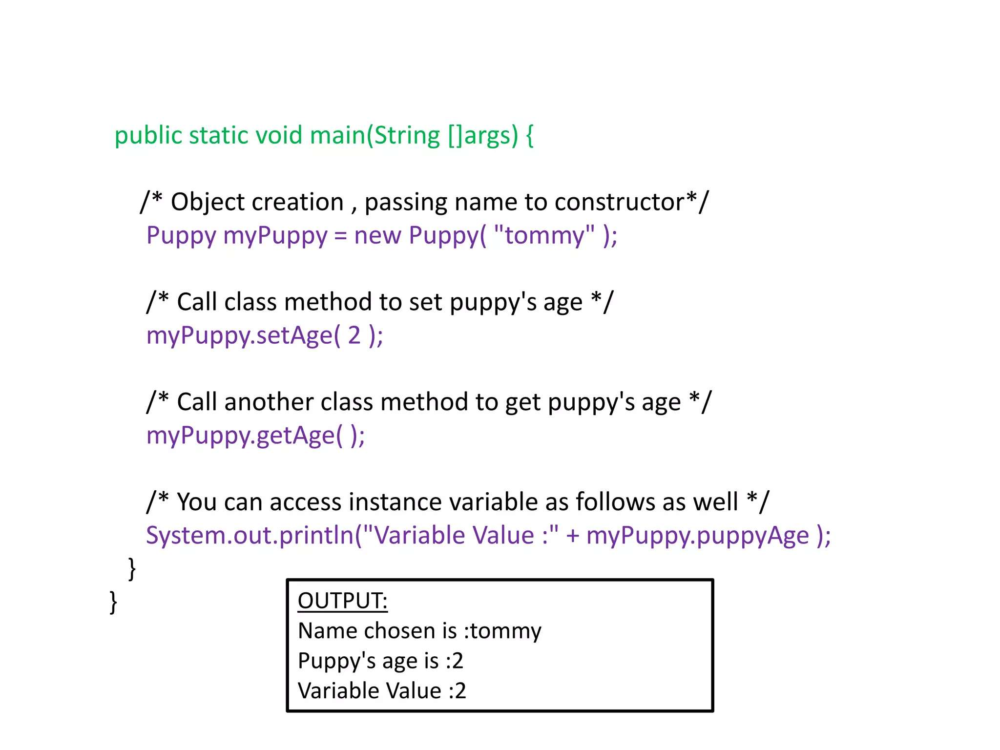 public static void main(String []args) {
/* Object creation , passing name to constructor*/
Puppy myPuppy = new Puppy( "tommy" );
/* Call class method to set puppy's age */
myPuppy.setAge( 2 );
/* Call another class method to get puppy's age */
myPuppy.getAge( );
/* You can access instance variable as follows as well */
System.out.println("Variable Value :" + myPuppy.puppyAge );
}
}
OUTPUT:
Name chosen is :tommy
Puppy's age is :2
Variable Value :2